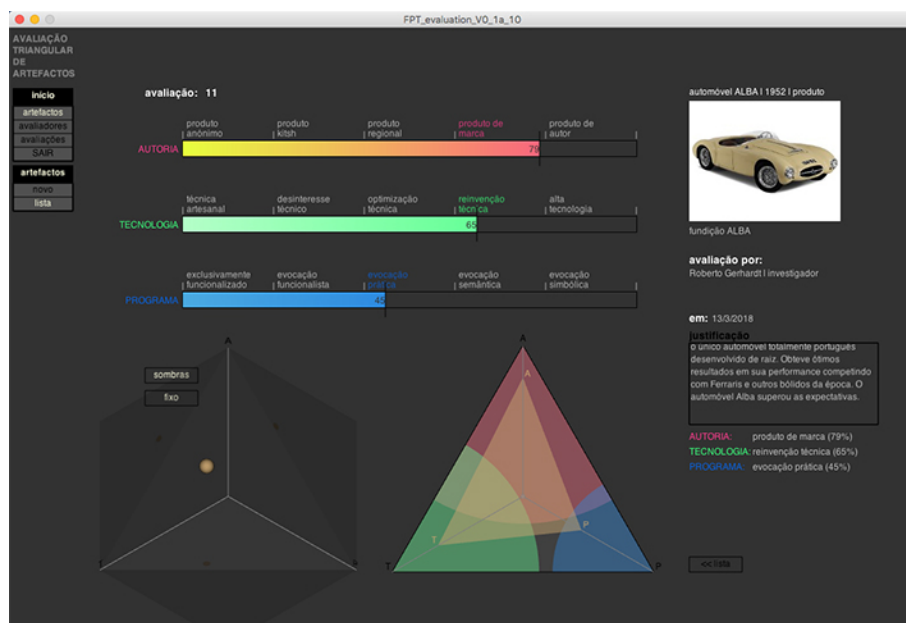 FPT_evaluation_V0_1a_10
AVALIAÇÃO
TRIANGULAR
DE
ARTEFACTOS
início
artefactos
avaliadores
avaliações
SAIR
artefactos
novo
lista
avaliação: 11
produto anónimo
produto kitsh
produto regional
produto de marca
produto de autor
AUTORIA
79
técnica artesanal
desinteresse técnico
optimização técnica
reinvenção técnica
alta tecnologia
TECNOLOGIA
65
exclusivamente funcionalizado
evocação funcionalista
evocação prática
evocação semântica
evocação simbólica
PROGRAMA
45
sombras
fixo
A
T
P
A
A
T
P
T
P
automóvel ALBA I 1952 I produto
fundição ALBA
avaliação por:
Roberto Gerhardt I investigador
em: 13/3/2018
justificação
o único automóvel totalmente português
desenvolvido de raiz. Obteve ótimos
resultados em sua performance competindo
com Ferraris e outros bólidos da época. O
automóvel Alba superou as expectativas.
AUTORIA: produto de marca (79%)
TECNOLOGIA: reinvenção técnica (65%)
PROGRAMA: evocação prática (45%)
<< lista